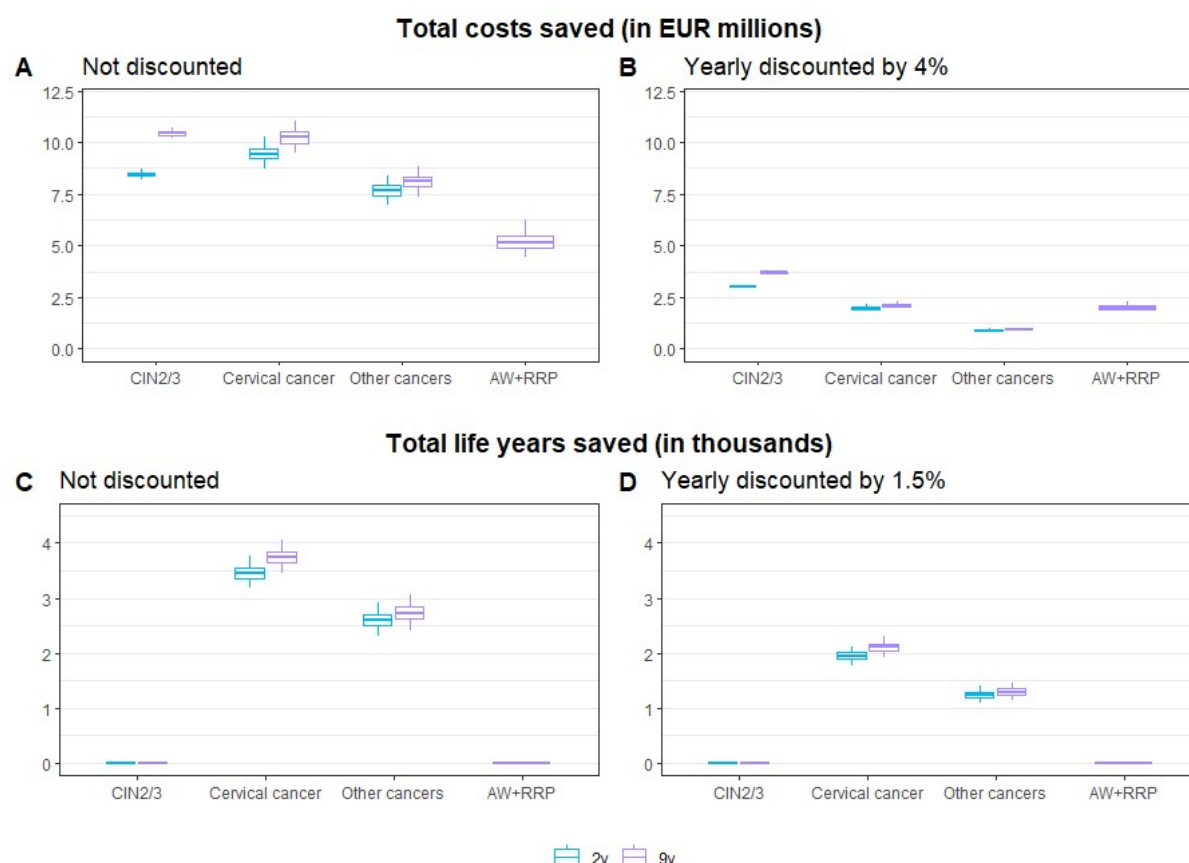 Total costs saved (in EUR millions)
A Not discounted
B Yearly discounted by 4%
12.5
10.0
7.5
5.0
2.5
0.0
CIN2/3 Cervical cancer Other cancers AW+RRP
12.5
10.0
7.5
5.0
2.5
0.0
CIN2/3 Cervical cancer Other cancers AW+RRP
Total life years saved (in thousands)
C Not discounted
D Yearly discounted by 1.5%
4
3
2
1
0
CIN2/3 Cervical cancer Other cancers AW+RRP
4
3
2
1
0
CIN2/3 Cervical cancer Other cancers AW+RRP
2v 9v